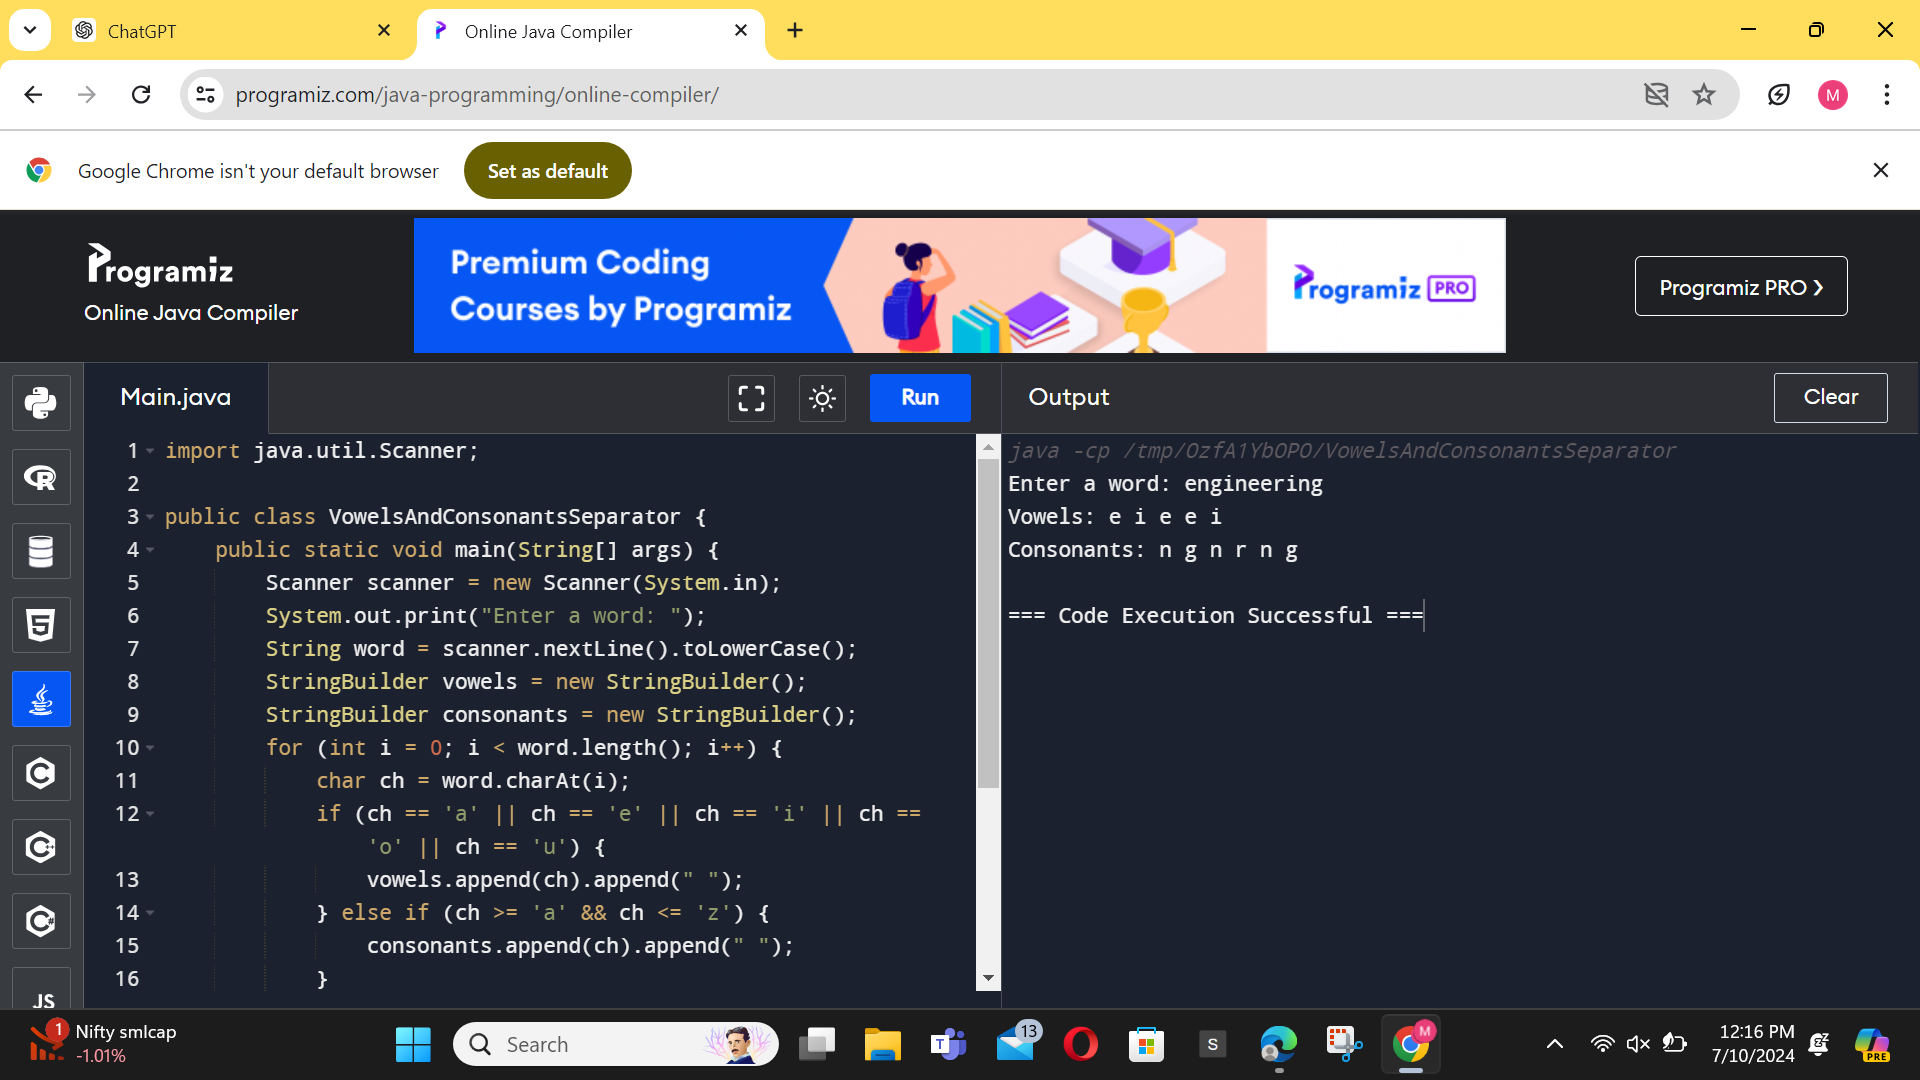 ChatGPT
Online Java Compiler
programiz.com/java-programming/online-compiler/
M
Google Chrome isn't your default browser
Set as default
Programiz
Online Java Compiler
Premium Coding
Courses by Programiz
Programiz PRO
Programiz PRO ❯
Main.java
Run
Output
Clear
1 import java.util.Scanner;
2
3 public class VowelsAndConsonantsSeparator {
4     public static void main(String[] args) {
5         Scanner scanner = new Scanner(System.in);
6         System.out.print("Enter a word: ");
7         String word = scanner.nextLine().toLowerCase();
8         StringBuilder vowels = new StringBuilder();
9         StringBuilder consonants = new StringBuilder();
10         for (int i = 0; i < word.length(); i++) {
11             char ch = word.charAt(i);
12             if (ch == 'a' || ch == 'e' || ch == 'i' || ch ==
'o' || ch == 'u') {
13                 vowels.append(ch).append(" ");
14             } else if (ch >= 'a' && ch <= 'z') {
15                 consonants.append(ch).append(" ");
16             }
java -cp /tmp/OzfA1YbOPO/VowelsAndConsonantsSeparator
Enter a word: engineering
Vowels: e i e e i
Consonants: n g n r n g
=== Code Execution Successful ===
R
5
C
C++
C#
JS
1
Nifty smlcap
-1.01%
Search
T
13
S
M
12:16 PM
7/10/2024
PRE